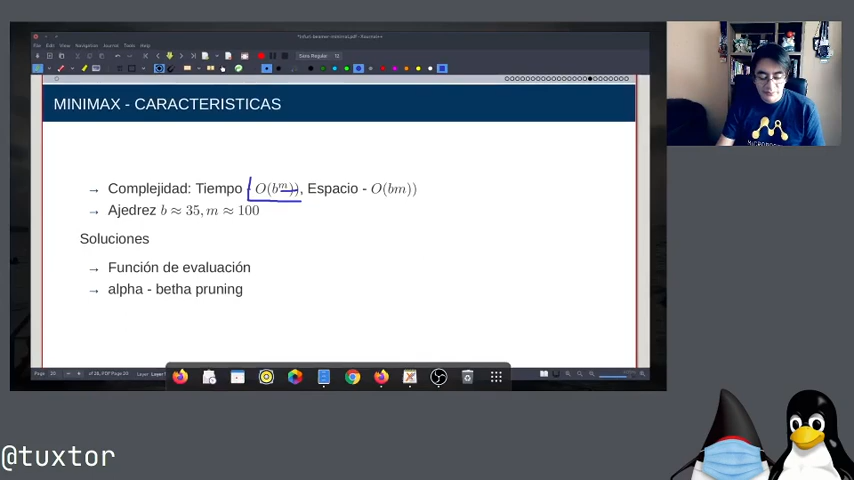 MINIMAX - CARACTERISTICAS
→ Complejidad: Tiempo - O(b^m)), Espacio - O(bm))
→ Ajedrez b ≈ 35, m ≈ 100
Soluciones
→ Función de evaluación
→ alpha - betha pruning
@tuxtor